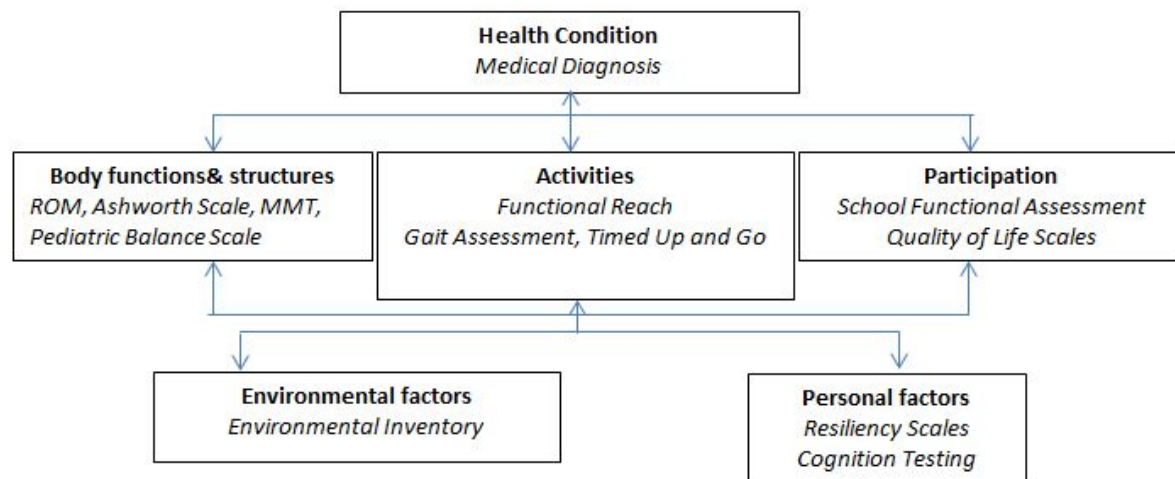 Health Condition
Medical Diagnosis
Body functions& structures
ROM, Ashworth Scale, MMT,
Pediatric Balance Scale
Activities
Functional Reach
Gait Assessment, Timed Up and Go
Participation
School Functional Assessment
Quality of Life Scales
Environmental factors
Environmental Inventory
Personal factors
Resiliency Scales
Cognition Testing